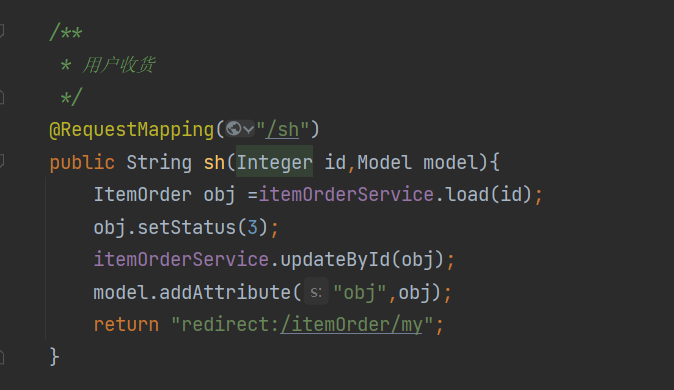 /**
 * 用户收货
 */
@RequestMapping("/sh")
public String sh(Integer id,Model model){
    ItemOrder obj =itemOrderService.load(id);
    obj.setStatus(3);
    itemOrderService.updateById(obj);
    model.addAttribute( s: "obj",obj);
    return "redirect:/itemOrder/my";
}